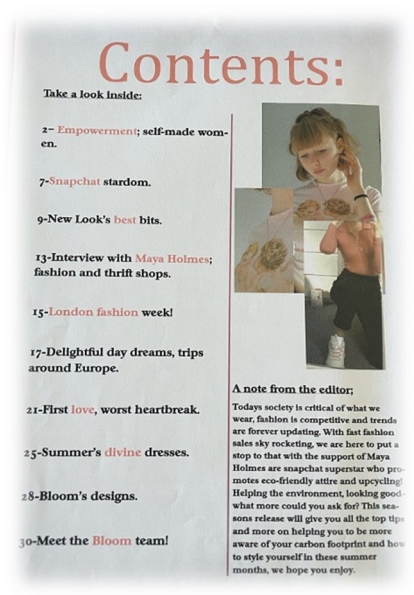 Contents:
Take a look inside:
2– Empowerment; self-made wom-
en.
7-Snapchat stardom.
9-New Look's best bits.
13-Interview with Maya Holmes;
fashion and thrift shops.
15-London fashion week!
17-Delightful day dreams, trips
around Europe.
21-First love, worst heartbreak.
25-Summer's divine dresses.
28-Bloom's designs.
30-Meet the Bloom team!
A note from the editor;
Todays society is critical of what we
wear, fashion is competitive and trends
are forever updating. With fast fashion
sales sky rocketing, we are here to put a
stop to that with the support of Maya
Holmes are snapchat superstar who pro-
motes eco-friendly attire and upcycling!
Helping the environment, looking good–
what more could you ask for? This sea-
sons release will give you all the top tips
and more on helping you to be more
aware of your carbon footprint and how
to style yourself in these summer
months, we hope you enjoy.